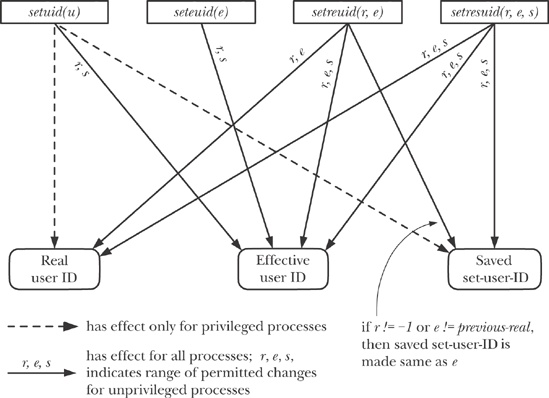 setuid(u)
seteuid(e)
setreuid(r, e)
setresuid(r, e, s)
r, s
r, s
r, e
r, e, s
r, e, s
r, e, s
r, e, s
Real
user ID
Effective
user ID
Saved
set-user-ID
has effect only for privileged processes
r, e, s
has effect for all processes; r, e, s,
indicates range of permitted changes
for unprivileged processes
if r != −1 or e != previous-real,
then saved set-user-ID is
made same as e